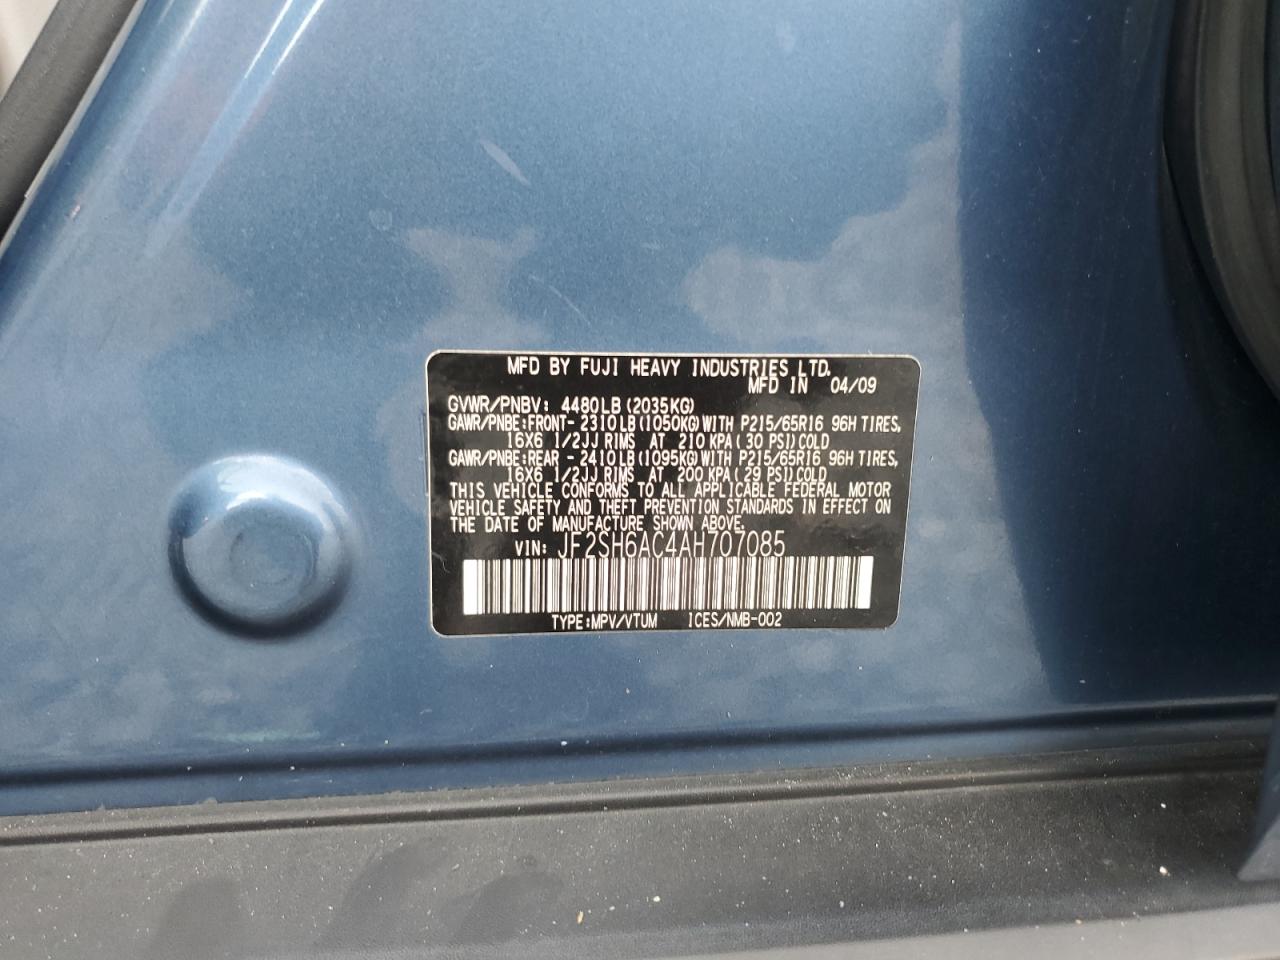 MFD BY FUJI HEAVY INDUSTRIES LTD.
MFD IN 04/09
GVWR/PNBV: 4480LB (2035KG)
GAWR/PNBE:FRONT- 2310LB(1050KG)WITH P215/65R16 96H TIRES,
16X6 1/2JJ RIMS AT 210 KPA( 30 PSI)COLD
GAWR/PNBE:REAR - 2410LB(1095KG)WITH P215/65R16 96H TIRES,
16X6 1/2JJ RIMS AT 200 KPA( 29 PSI)COLD
THIS VEHICLE CONFORMS TO ALL APPLICABLE FEDERAL MOTOR
VEHICLE SAFETY AND THEFT PREVENTION STANDARDS IN EFFECT ON
THE DATE OF MANUFACTURE SHOWN ABOVE.
VIN: JF2SH6AC4AH707085
TYPE:MPV/VTUM ICES/NMB-002